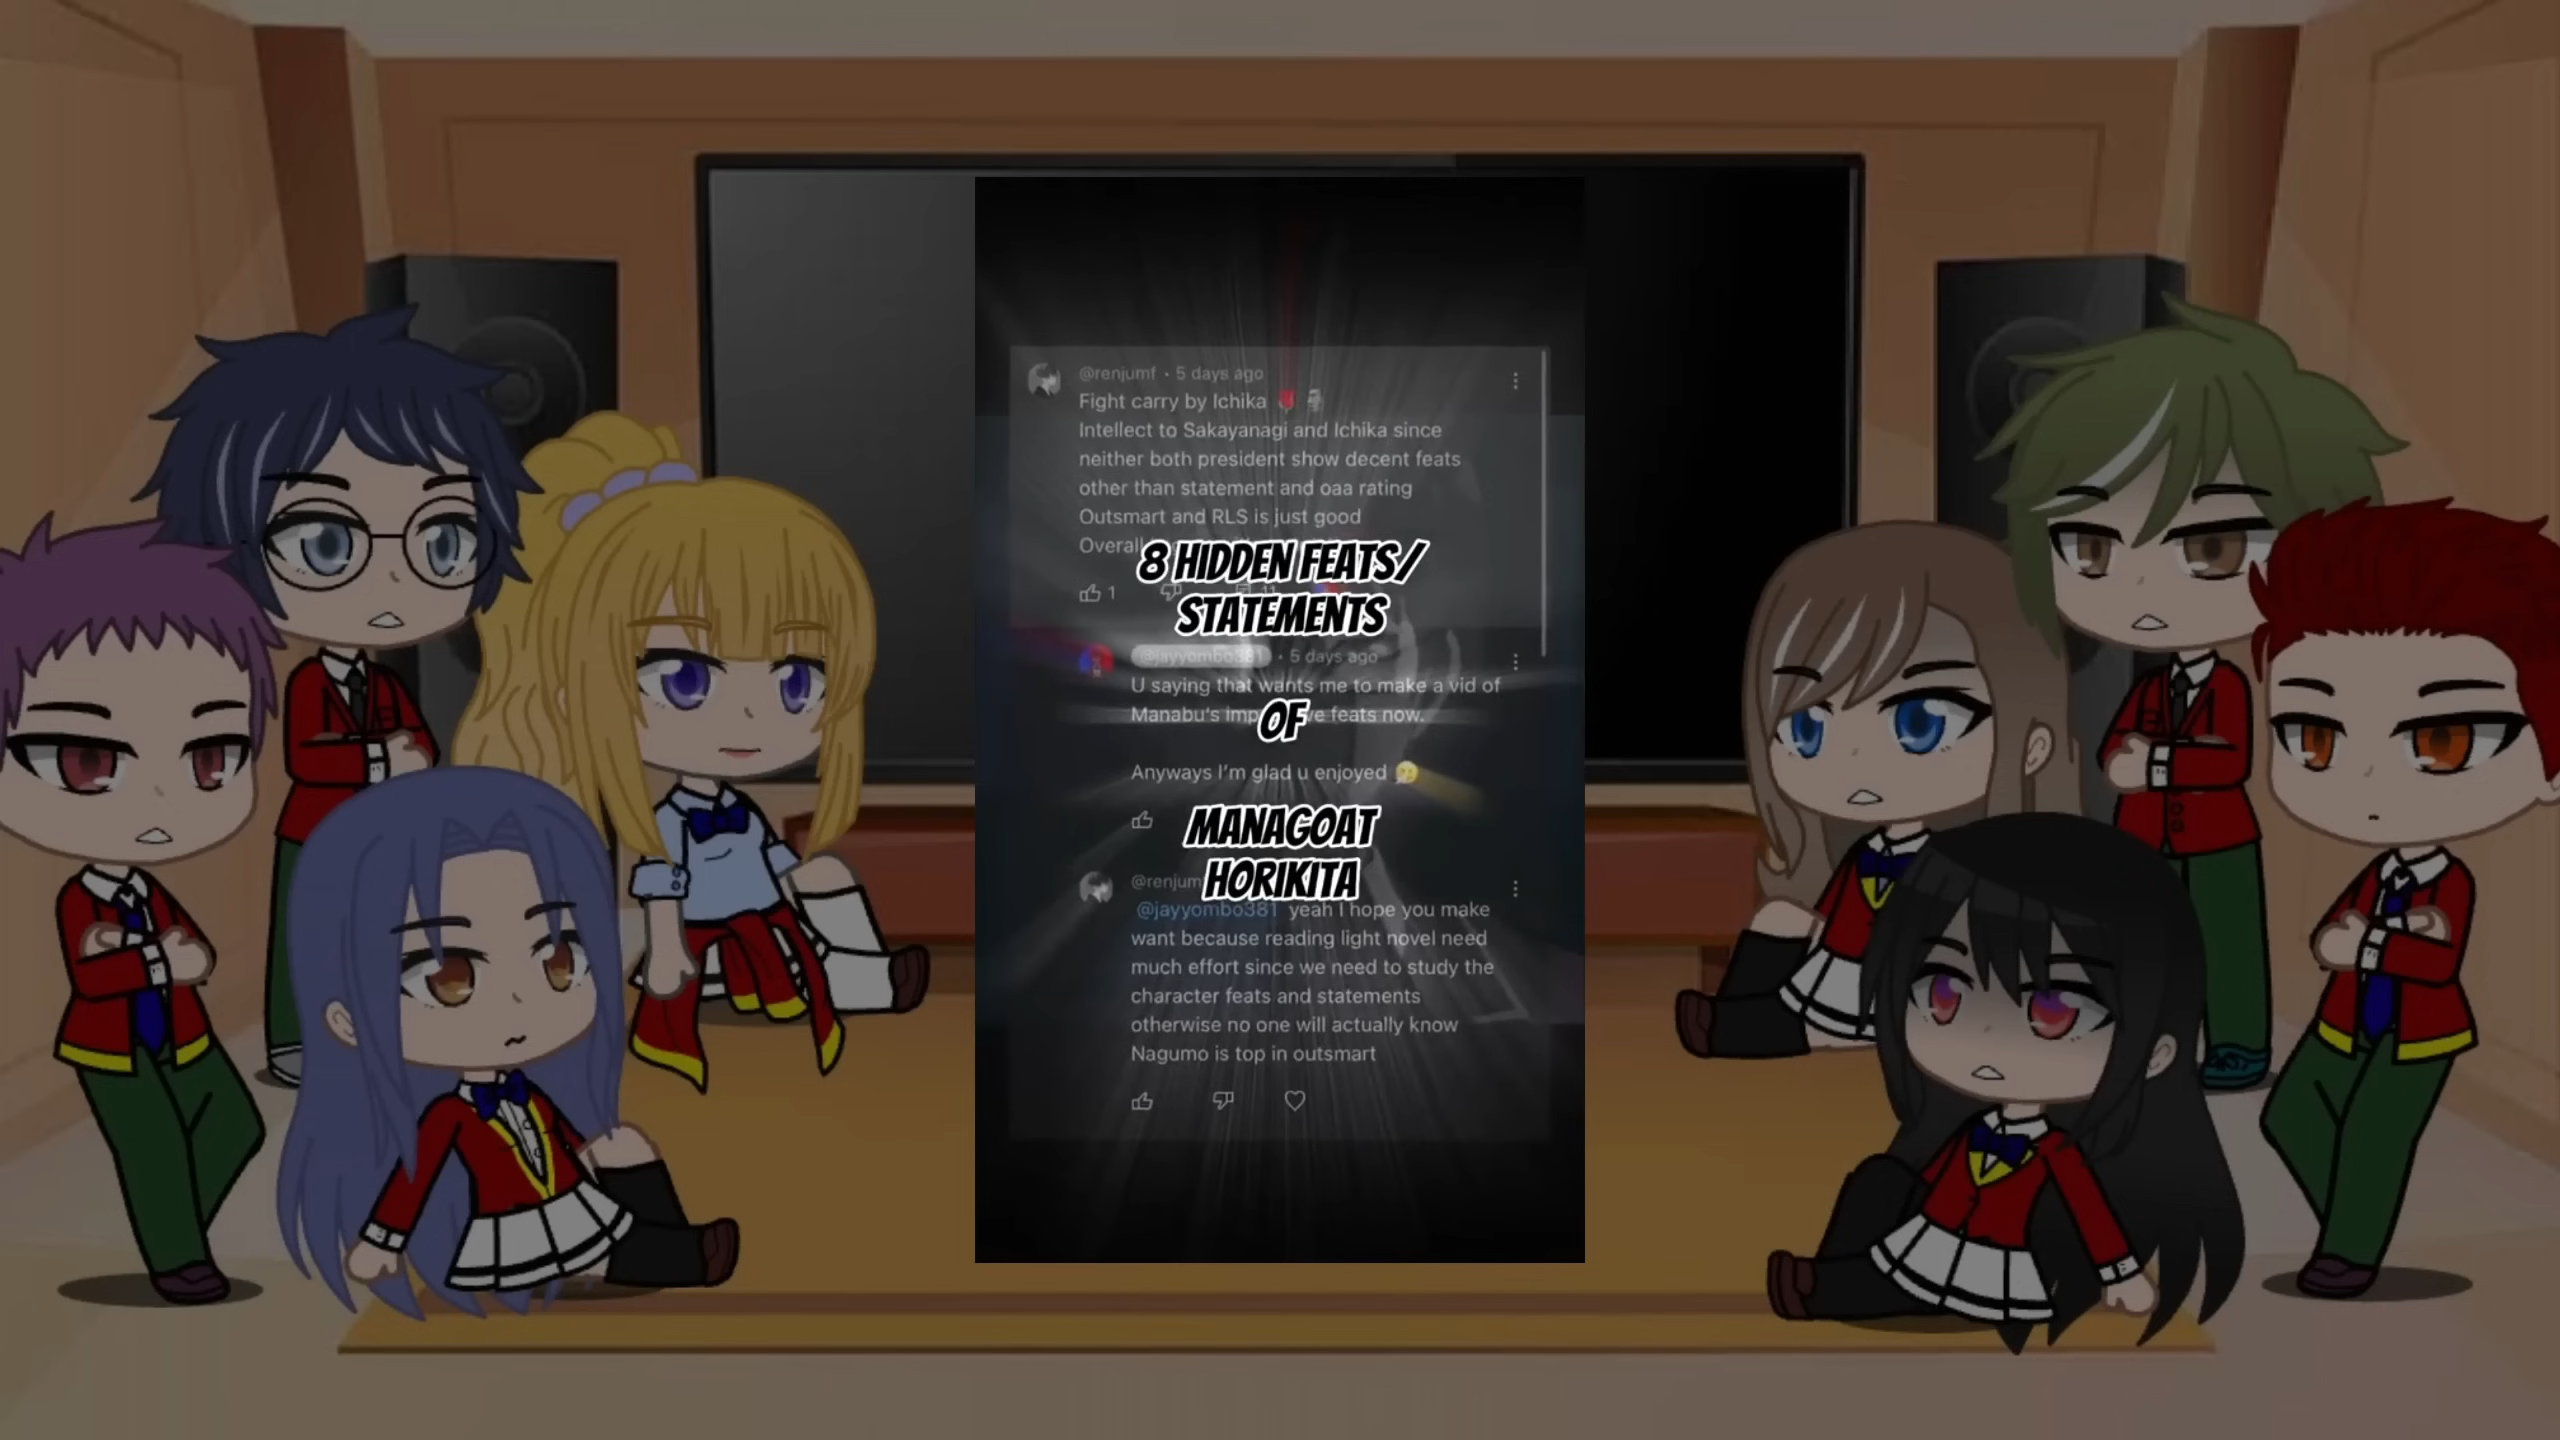 @renjumf • 5 days ago
Fight carry by Ichika
Intellect to Sakayanagi and Ichika since
neither both president show decent feats
other than statement and oaa rating
Outsmart and RLS is just good
Overall
8 HIDDEN FEATS/
1
STATEMENTS
@jayyombo381 • 5 days ago
U saying that wants me to make a vid of
Manabu's feats now.
OF
Anyways I'm glad u enjoyed 🤫
MANAGOAT
HORIKITA
@renjum
@jayyombo381 yeah I hope you make
want because reading light novel need
much effort since we need to study the
character feats and statements
otherwise no one will actually know
Nagumo is top in outsmart